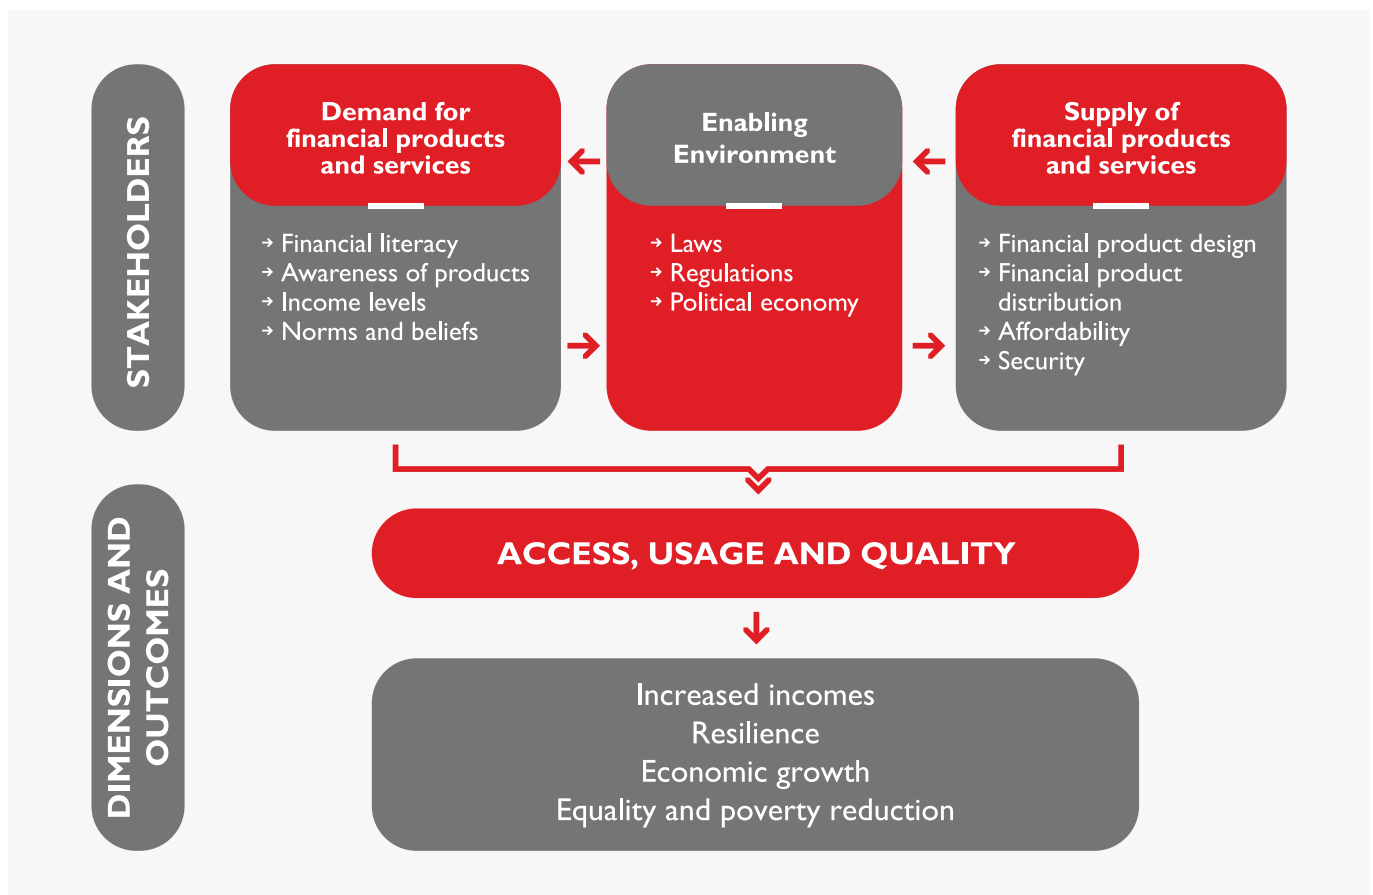 STAKEHOLDERS
Demand for
financial products
and services
→ Financial literacy
→ Awareness of products
→ Income levels
→ Norms and beliefs
Enabling
Environment
→ Laws
→ Regulations
→ Political economy
Supply of
financial products
and services
→ Financial product design
→ Financial product
distribution
→ Affordability
→ Security
DIMENSIONS AND
OUTCOMES
ACCESS, USAGE AND QUALITY
Increased incomes
Resilience
Economic growth
Equality and poverty reduction